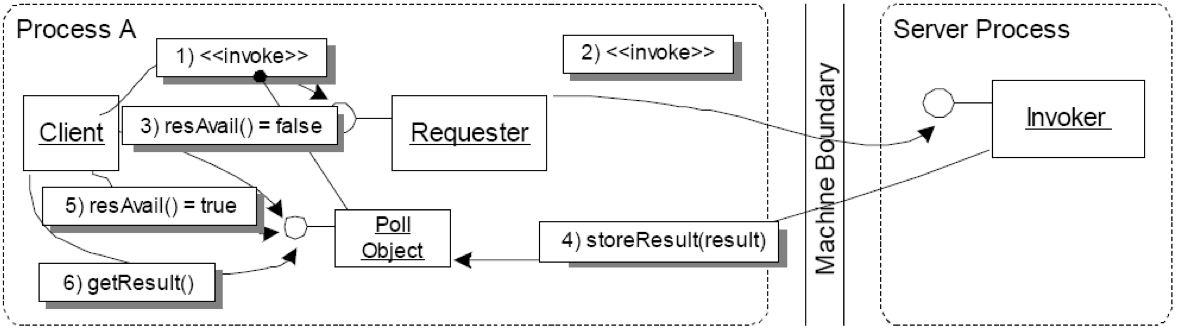 Process A
1) <<invoke>>
2) <<invoke>>
Server Process
Client
3) resAvail() = false
Requester
Machine Boundary
Invoker
5) resAvail() = true
Poll
Object
4) storeResult(result)
6) getResult()